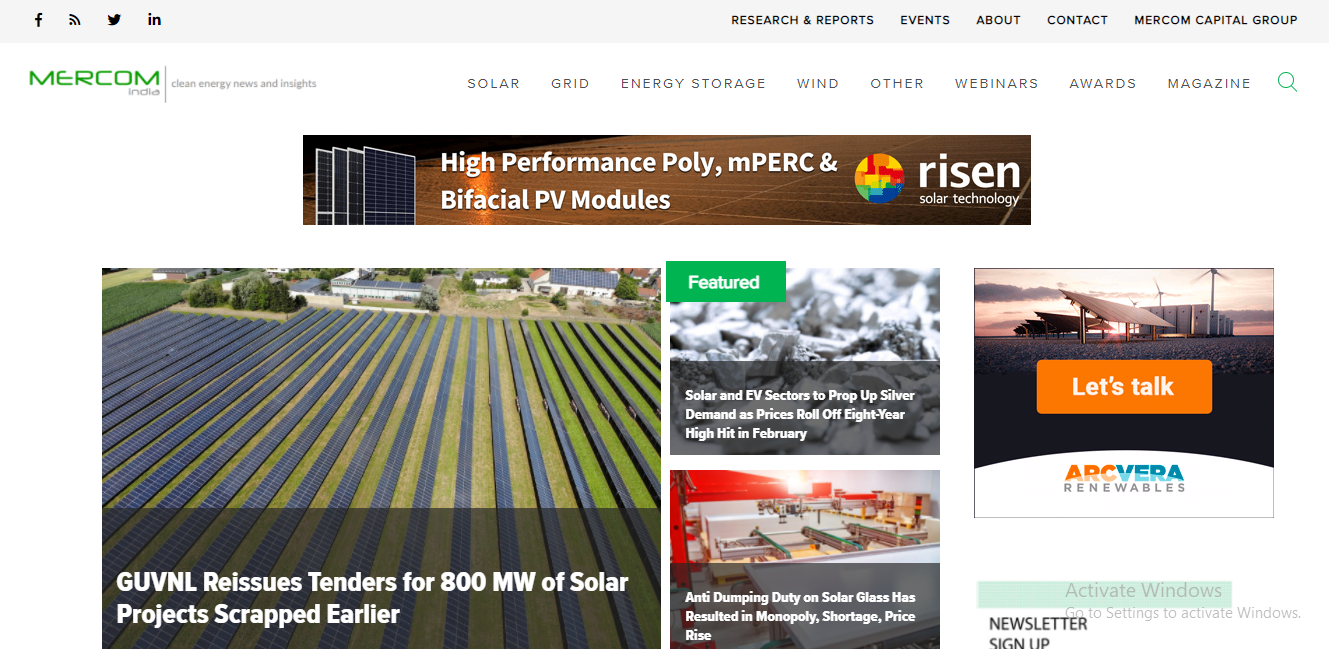 RESEARCH & REPORTS EVENTS ABOUT CONTACT MERCOM CAPITAL GROUP
MERCOM
india
clean energy news and insights
SOLAR GRID ENERGY STORAGE WIND OTHER WEBINARS AWARDS MAGAZINE
High Performance Poly, mPERC &
Bifacial PV Modules
risen
solar technology
GUVNL Reissues Tenders for 800 MW of Solar
Projects Scrapped Earlier
Featured
Solar and EV Sectors to Prop Up Silver
Demand as Prices Roll Off Eight-Year
High Hit in February
Anti Dumping Duty on Solar Glass Has
Resulted in Monopoly, Shortage, Price
Rise
Let's talk
ARCVERA
RENEWABLES
Activate Windows
Go to Settings to activate Windows.
NEWSLETTER
SIGN UP